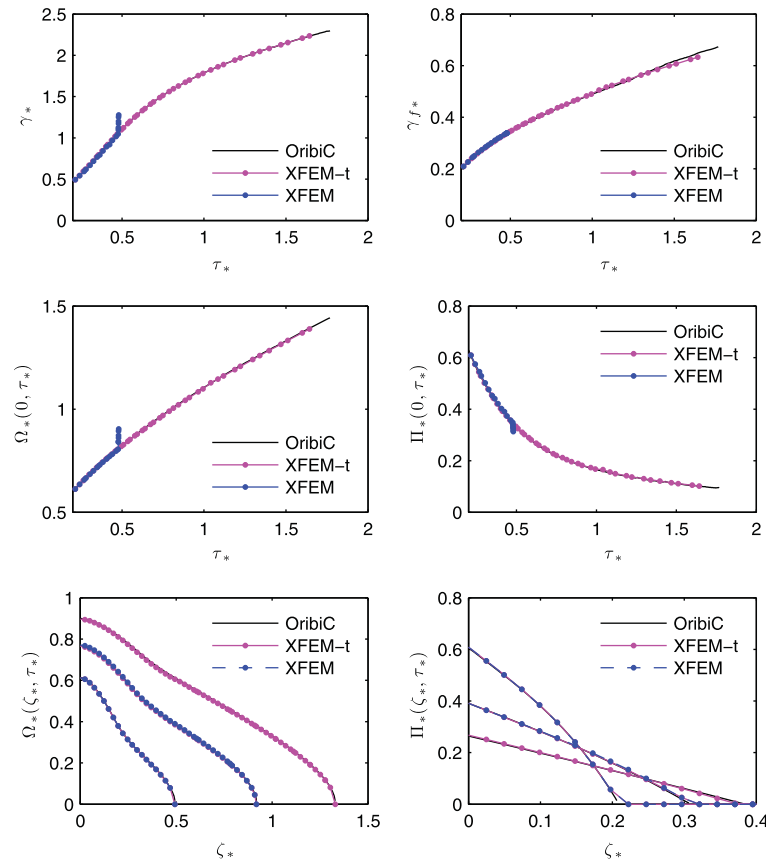 2.5
2
1.5
1
0.5
0
0.5
1
1.5
2
γ*
τ*
OribiC
XFEM-t
XFEM
0.8
0.6
0.4
0.2
0
0.5
1
1.5
2
γf*
τ*
OribiC
XFEM-t
XFEM
1.5
1
0.5
0.5
1
1.5
2
Ω*(0, τ*)
τ*
OribiC
XFEM-t
XFEM
0.8
0.6
0.4
0.2
0
0.5
1
1.5
2
Π*(0, τ*)
τ*
OribiC
XFEM-t
XFEM
1
0.8
0.6
0.4
0.2
0
0
0.5
1
1.5
Ω*(ζ*, τ*)
ζ*
OribiC
XFEM-t
XFEM
0.8
0.6
0.4
0.2
0
0
0.1
0.2
0.3
0.4
Π*(ζ*, τ*)
ζ*
OribiC
XFEM-t
XFEM